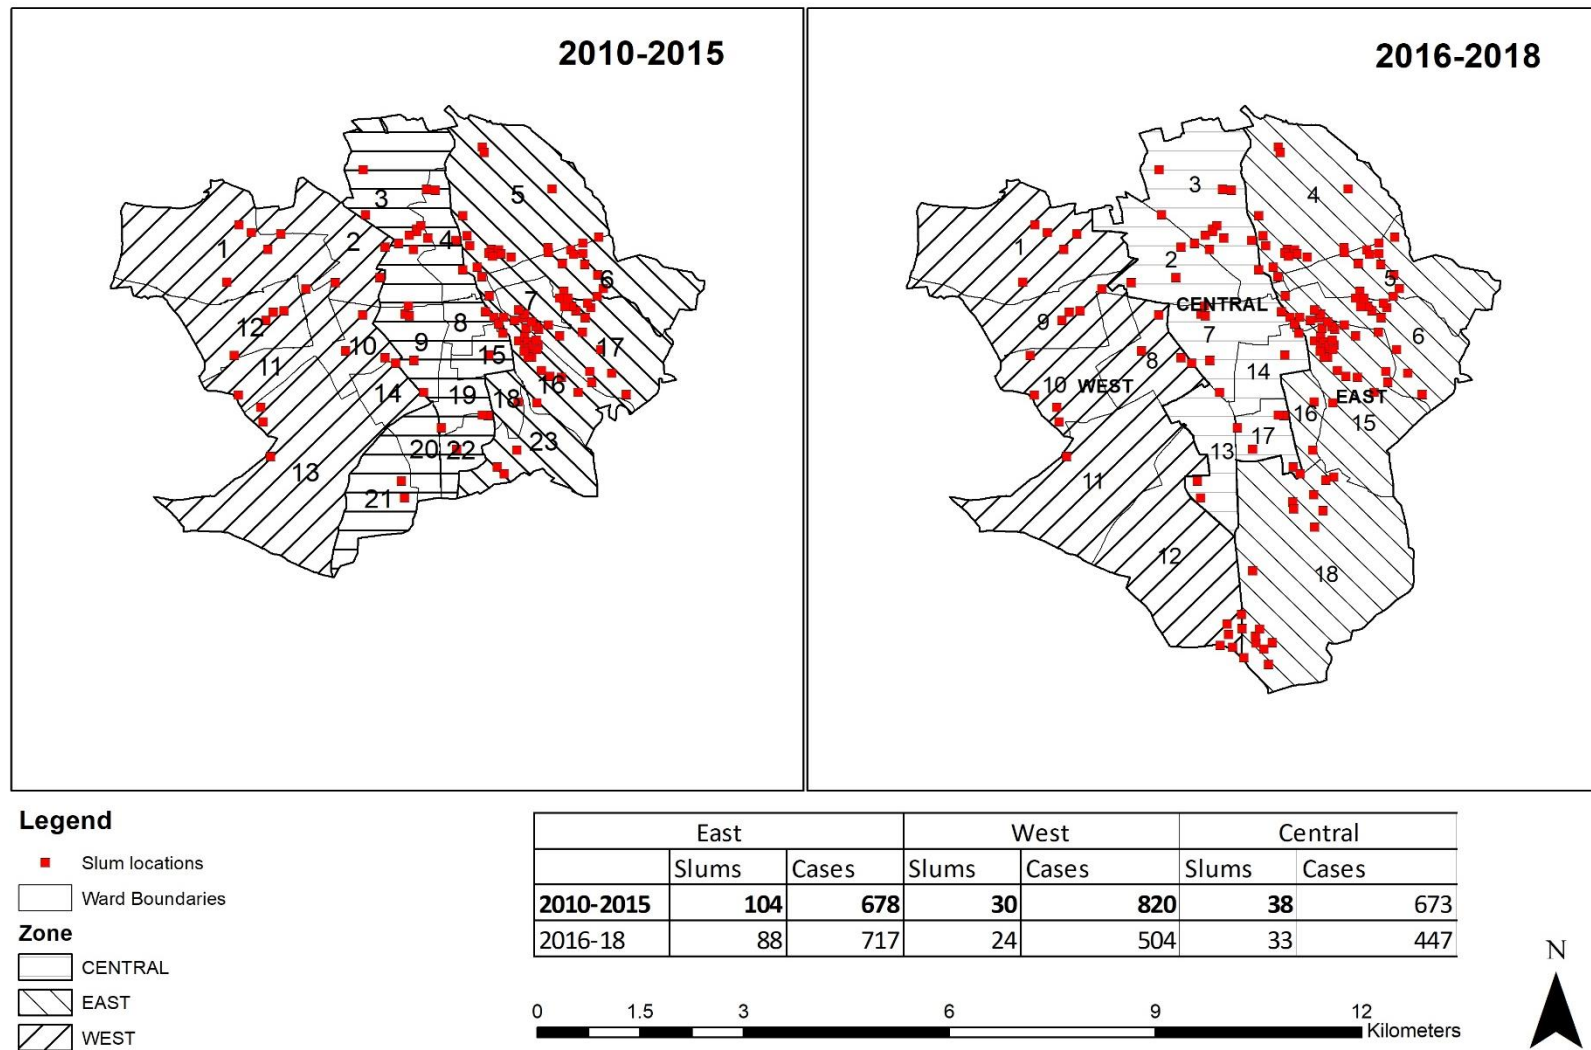 2010-2015
3
5
4
1
2
6
7
8
12
9
10
17
11
15
16
14
19
18
20
22
23
13
21
2016-2018
3
4
1
2
5
CENTRAL
9
7
6
8
14
10
WEST
16
EAST
15
17
13
11
12
18
Legend
Slum locations
Ward Boundaries
Zone
CENTRAL
EAST
WEST
East West Central
Slums Cases Slums Cases Slums Cases
2010-2015 104 678 30 820 38 673
2016-18 88 717 24 504 33 447
0 1.5 3 6 9 12
Kilometers
N